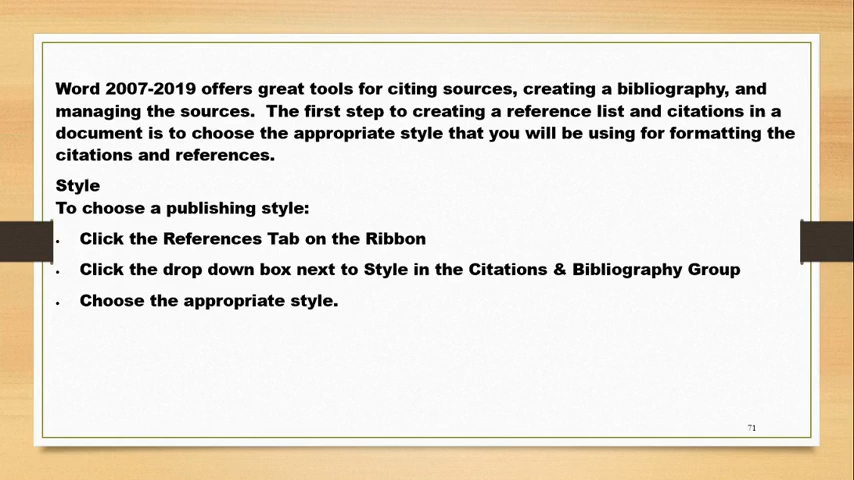 Word 2007-2019 offers great tools for citing sources, creating a bibliography, and
managing the sources.  The first step to creating a reference list and citations in a
document is to choose the appropriate style that you will be using for formatting the
citations and references.
Style
To choose a publishing style:
• Click the References Tab on the Ribbon
• Click the drop down box next to Style in the Citations & Bibliography Group
• Choose the appropriate style.
71